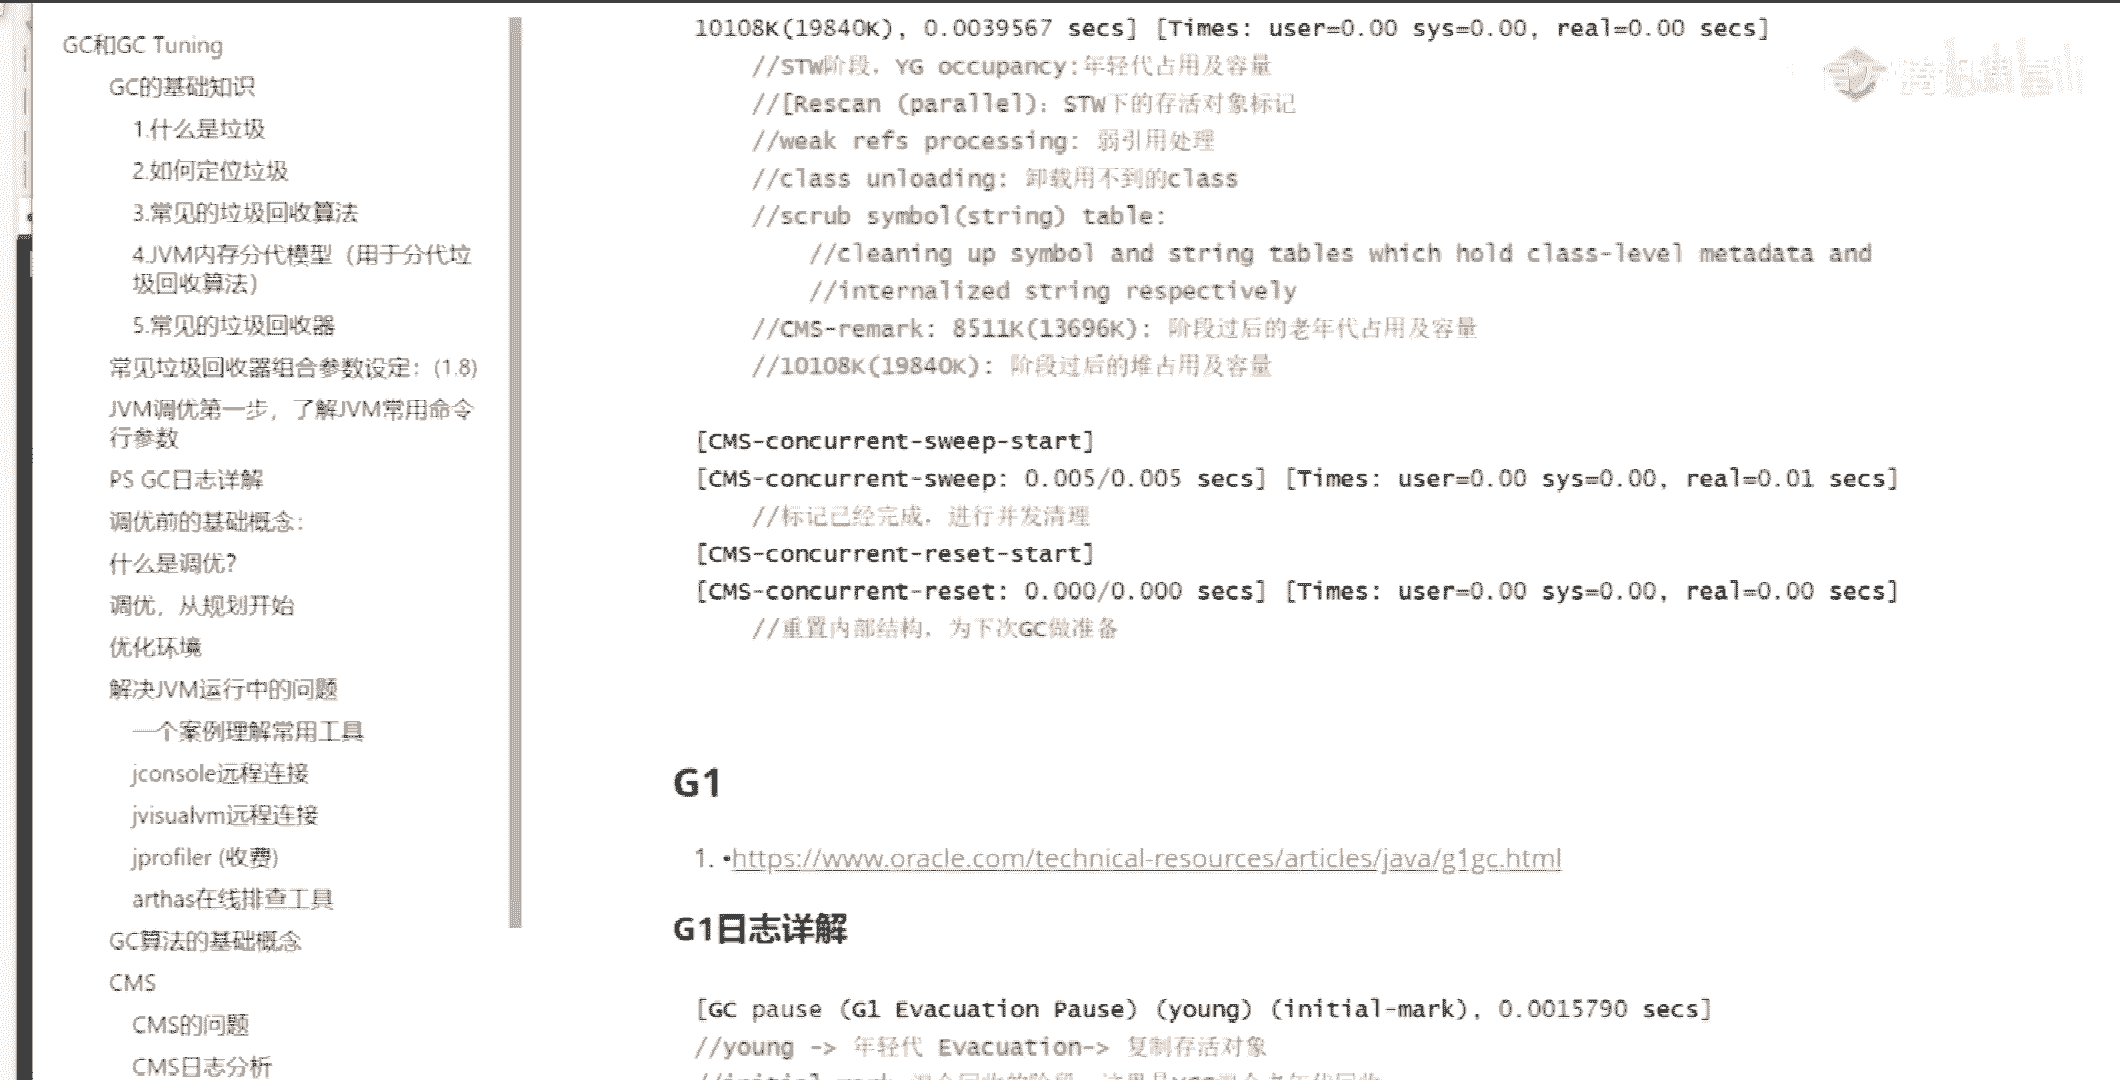 GC和GC Tuning
GC的基础知识
1.什么是垃圾
2.如何定位垃圾
3.常见的垃圾回收算法
4.JVM内存分代模型（用于分代垃
圾回收算法）
5.常见的垃圾回收器
常见垃圾回收器组合参数设定：(1.8)
JVM调优第一步，了解JVM常用命令
行参数
PS GC日志详解
调优前的基础概念：
什么是调优？
调优，从规划开始
优化环境
解决JVM运行中的问题
一个案例理解常用工具
jconsole远程连接
jvisualvm远程连接
jprofiler (收费)
arthas在线排查工具
GC算法的基础概念
CMS
CMS的问题
CMS日志分析
10108K(19840K), 0.0039567 secs] [Times: user=0.00 sys=0.00, real=0.00 secs]
//STW阶段，YG occupancy:年轻代占用及容量
//[Rescan (parallel)：STW下的存活对象标记
//weak refs processing: 弱引用处理
//class unloading: 卸载用不到的class
//scrub symbol(string) table:
//cleaning up symbol and string tables which hold class-level metadata and
//internalized string respectively
//CMS-remark: 8511K(13696K): 阶段过后的老年代占用及容量
//10108K(19840K): 阶段过后的堆占用及容量
[CMS-concurrent-sweep-start]
[CMS-concurrent-sweep: 0.005/0.005 secs] [Times: user=0.00 sys=0.00, real=0.01 secs]
//标记已经完成，进行并发清理
[CMS-concurrent-reset-start]
[CMS-concurrent-reset: 0.000/0.000 secs] [Times: user=0.00 sys=0.00, real=0.00 secs]
//重置内部结构，为下次GC做准备
G1
1. •https://www.oracle.com/technical-resources/articles/java/g1gc.html
G1日志详解
[GC pause (G1 Evacuation Pause) (young) (initial-mark), 0.0015790 secs]
//young -> 年轻代 Evacuation-> 复制存活对象